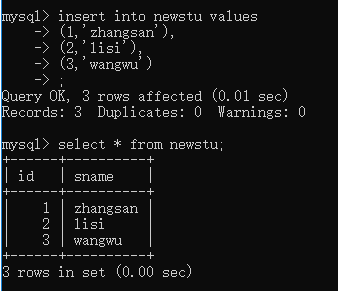 mysql> insert into newstu values
    -> (1,'zhangsan'),
    -> (2,'lisi'),
    -> (3,'wangwu')
    -> ;
Query OK, 3 rows affected (0.01 sec)
Records: 3  Duplicates: 0  Warnings: 0

mysql> select * from newstu;
+------+----------+
| id   | sname    |
+------+----------+
|    1 | zhangsan |
|    2 | lisi     |
|    3 | wangwu   |
+------+----------+
3 rows in set (0.00 sec)